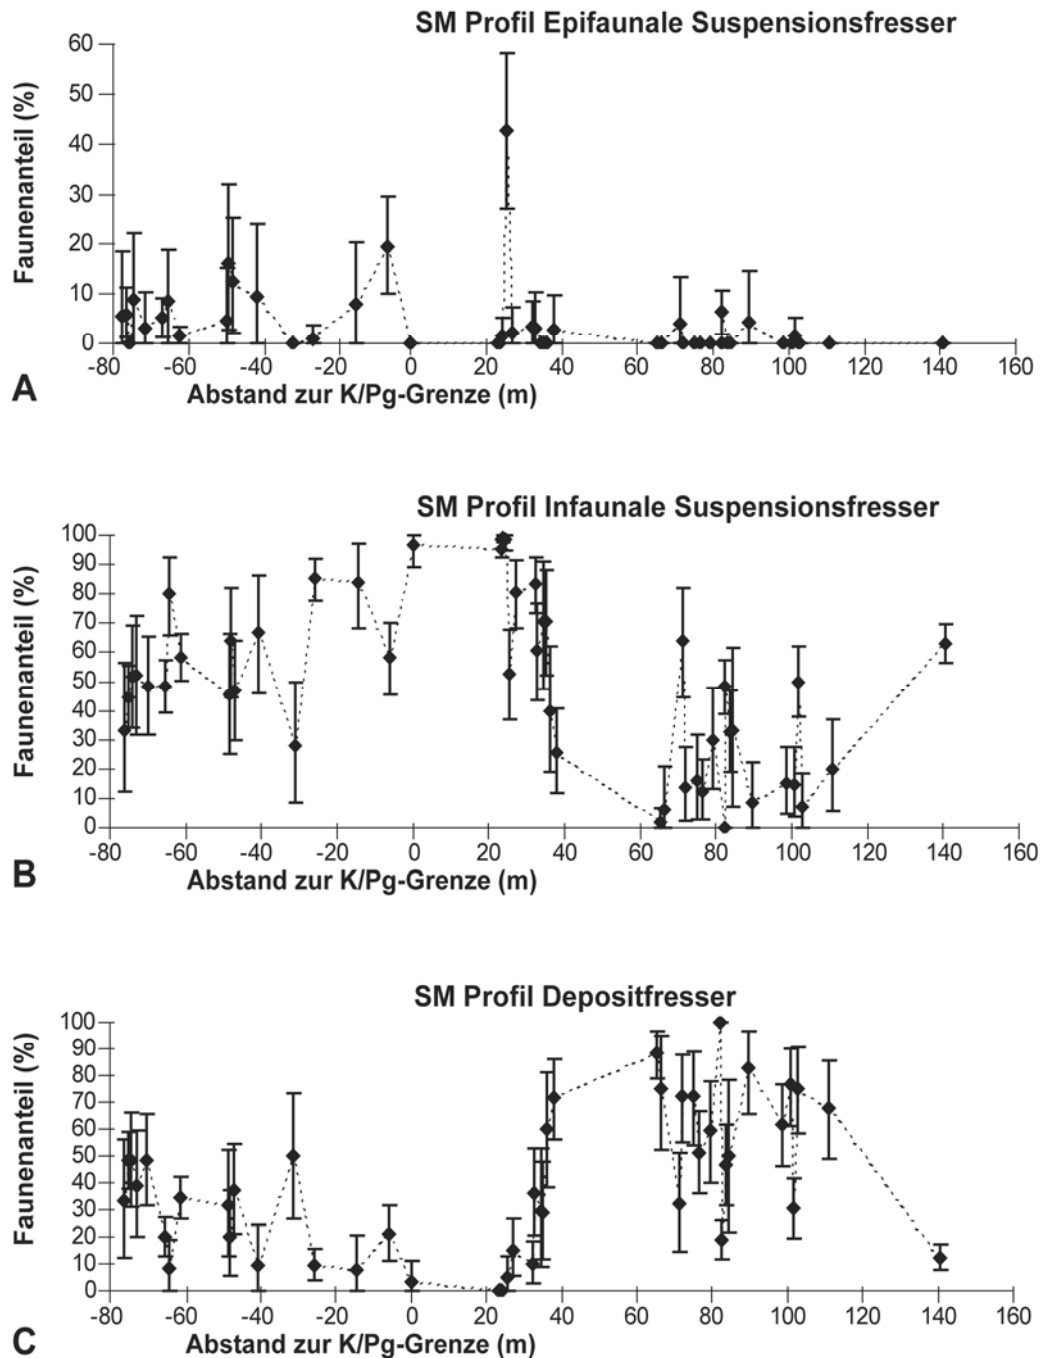 SM Profil Epifaunale Suspensionsfresser
Faunenanteil (%)
60
50
40
30
20
10
0
-80 -60 -40 -20 0 20 40 60 80 100 120 140 160
Abstand zur K/Pg-Grenze (m)
A
SM Profil Infaunale Suspensionsfresser
Faunenanteil (%)
100
90
80
70
60
50
40
30
20
10
0
-80 -60 -40 -20 0 20 40 60 80 100 120 140 160
Abstand zur K/Pg-Grenze (m)
B
SM Profil Depositfresser
Faunenanteil (%)
100
90
80
70
60
50
40
30
20
10
0
-80 -60 -40 -20 0 20 40 60 80 100 120 140 160
Abstand zur K/Pg-Grenze (m)
C